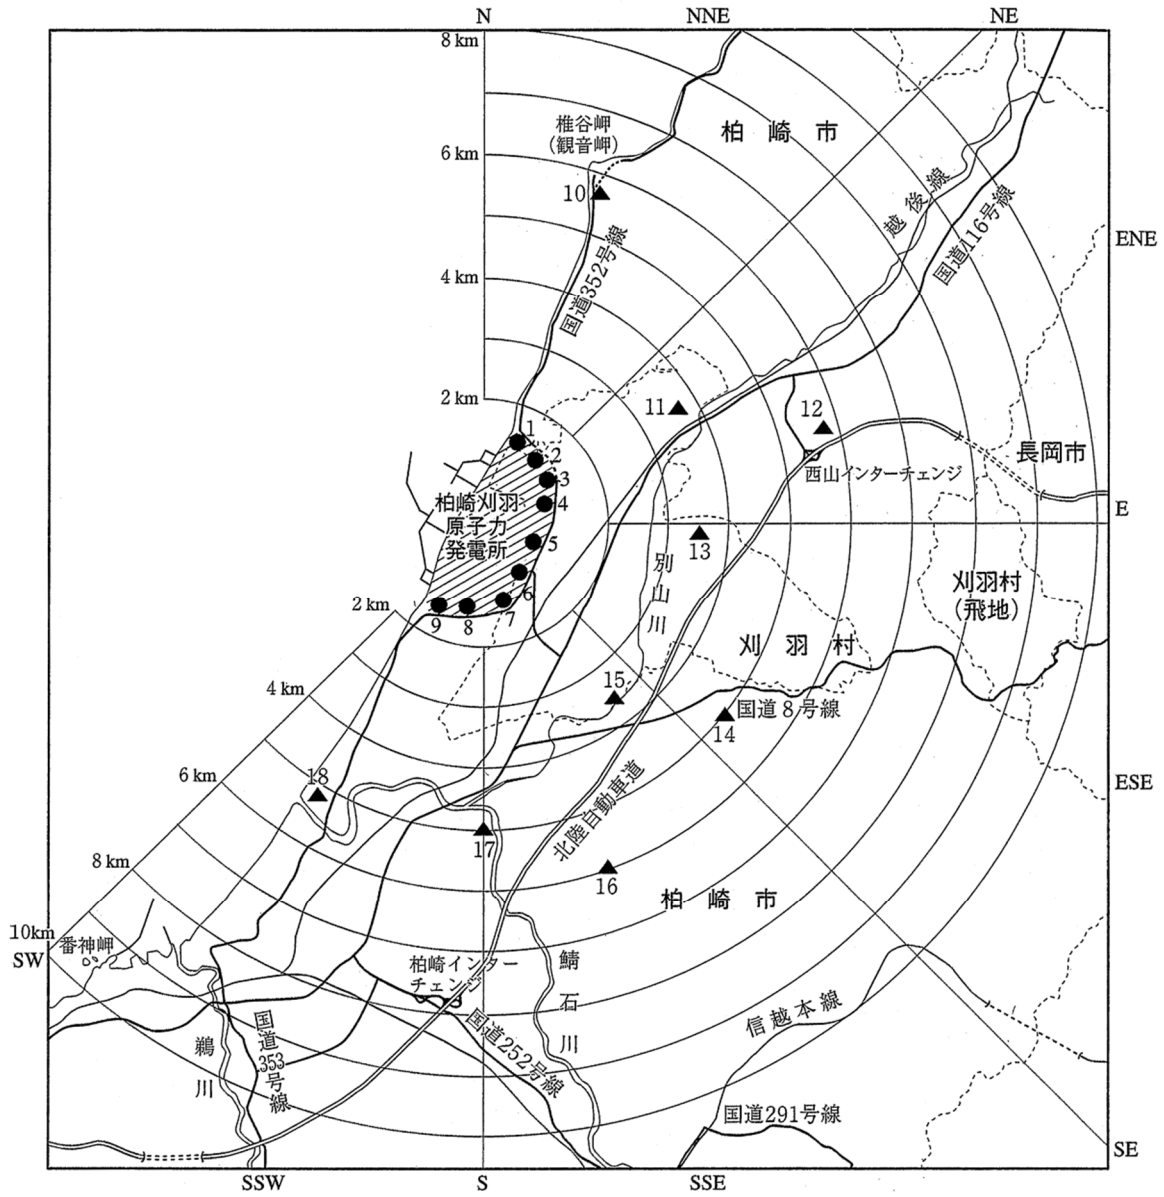 N
NNE
NE
8 km
椎谷岬
(観音岬)
柏崎市
6 km
10
越後線
国道116号線
ENE
国道352号線
4 km
2 km
11
12
1
2
3
4
5
6
7
8
9
長岡市
西山インターチェンジ
柏崎刈羽
原子力
発電所
E
13
別山川
刈羽村
(飛地)
2 km
刈羽村
4 km
15
国道8号線
14
6 km
18
北陸自動車道
ESE
17
8 km
16
柏崎市
10km
番神岬
SW
柏崎インター
チェンジ
鯖石川
信越本線
国道252号線
国道353号線
鵜川
国道291号線
SE
SSW
S
SSE